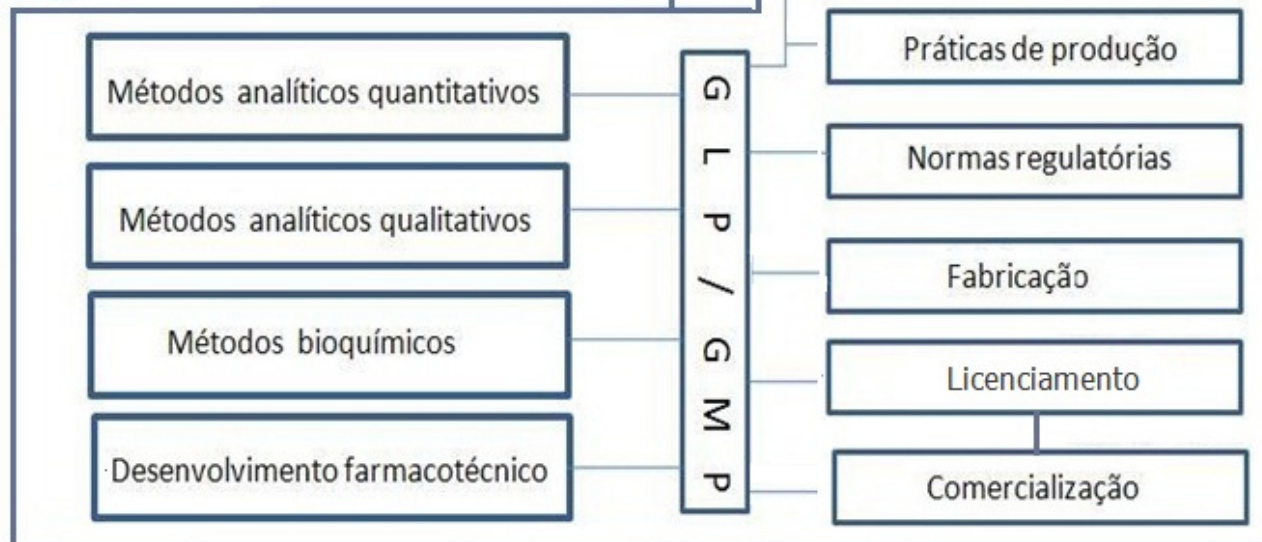 Métodos analíticos quantitativos
Métodos analíticos qualitativos
Métodos bioquímicos
Desenvolvimento farmacotécnico
G L P / G M P
Práticas de produção
Normas regulatórias
Fabricação
Licenciamento
Comercialização